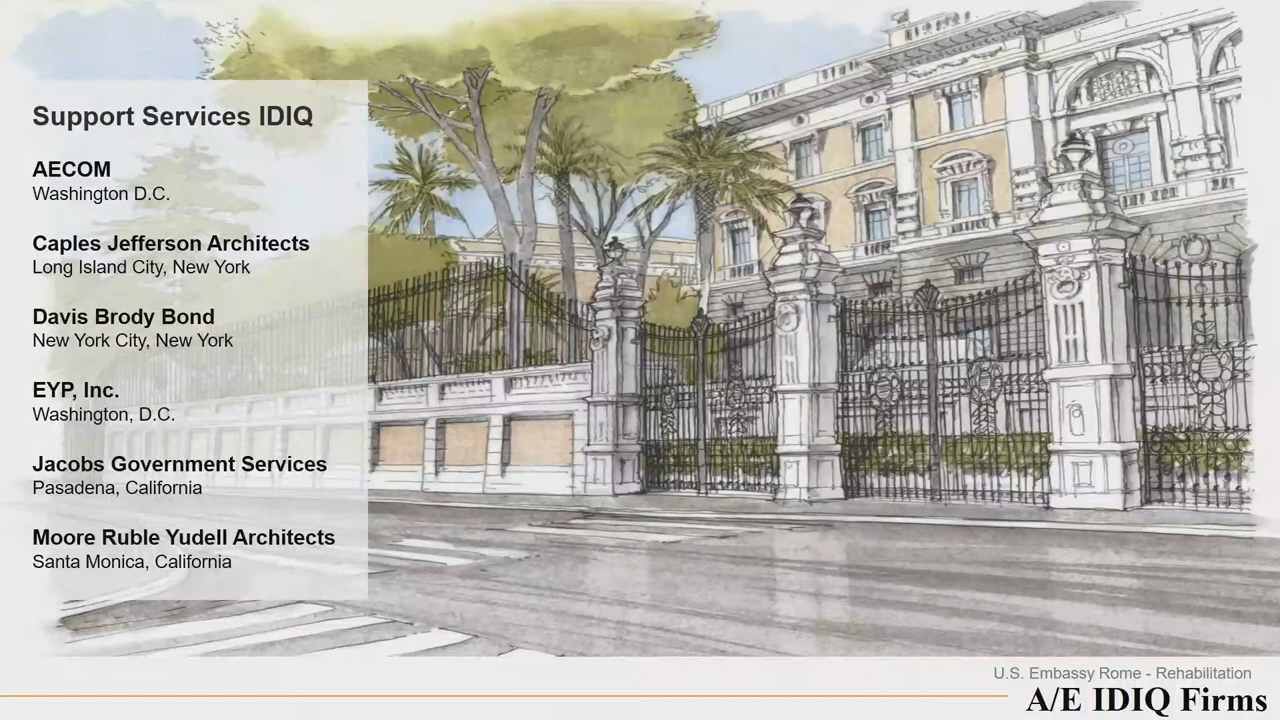 Support Services IDIQ
AECOM
Washington D.C.
Caples Jefferson Architects
Long Island City, New York
Davis Brody Bond
New York City, New York
EYP, Inc.
Washington, D.C.
Jacobs Government Services
Pasadena, California
Moore Ruble Yudell Architects
Santa Monica, California
U.S. Embassy Rome - Rehabilitation
A/E IDIQ Firms